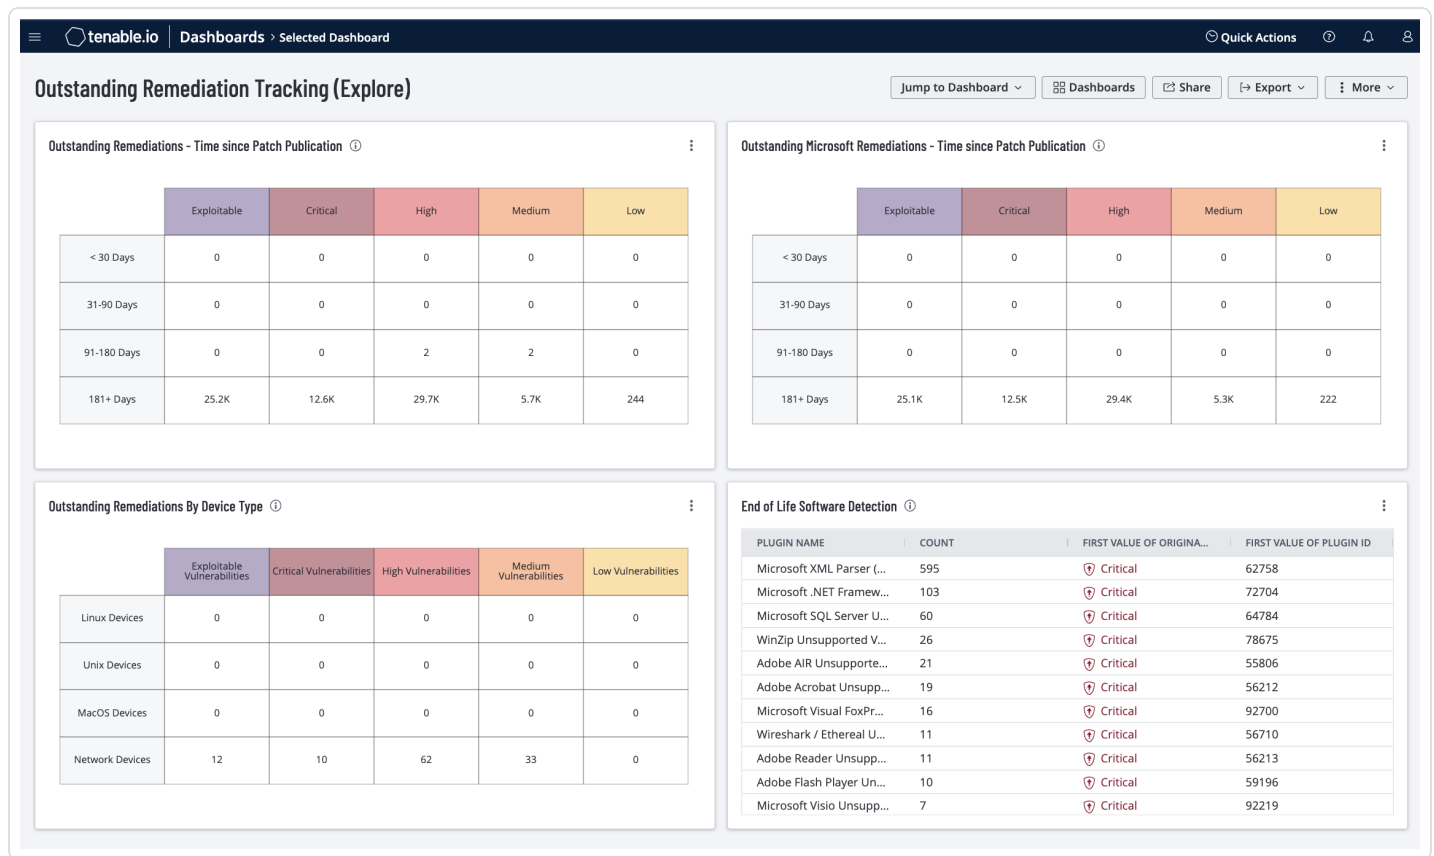 tenable.io Dashboards > Selected Dashboard Quick Actions
Outstanding Remediation Tracking (Explore) Jump to Dashboard Dashboards Share Export More
Outstanding Remediations - Time since Patch Publication
Exploitable Critical High Medium Low
< 30 Days 0 0 0 0 0
31-90 Days 0 0 0 0 0
91-180 Days 0 0 2 2 0
181+ Days 25.2K 12.6K 29.7K 5.7K 244
Outstanding Microsoft Remediations - Time since Patch Publication
Exploitable Critical High Medium Low
< 30 Days 0 0 0 0 0
31-90 Days 0 0 0 0 0
91-180 Days 0 0 0 0 0
181+ Days 25.1K 12.5K 29.4K 5.3K 222
Outstanding Remediations By Device Type
Exploitable Vulnerabilities Critical Vulnerabilities High Vulnerabilities Medium Vulnerabilities Low Vulnerabilities
Linux Devices 0 0 0 0 0
Unix Devices 0 0 0 0 0
MacOS Devices 0 0 0 0 0
Network Devices 12 10 62 33 0
End of Life Software Detection
PLUGIN NAME COUNT FIRST VALUE OF ORIGINA... FIRST VALUE OF PLUGIN ID
Microsoft XML Parser (... 595 Critical 62758
Microsoft .NET Framew... 103 Critical 72704
Microsoft SQL Server U... 60 Critical 64784
WinZip Unsupported V... 26 Critical 78675
Adobe AIR Unsupporte... 21 Critical 55806
Adobe Acrobat Unsupp... 19 Critical 56212
Microsoft Visual FoxPr... 16 Critical 92700
Wireshark / Ethereal U... 11 Critical 56710
Adobe Reader Unsupp... 11 Critical 56213
Adobe Flash Player Un... 10 Critical 59196
Microsoft Visio Unsupp... 7 Critical 92219